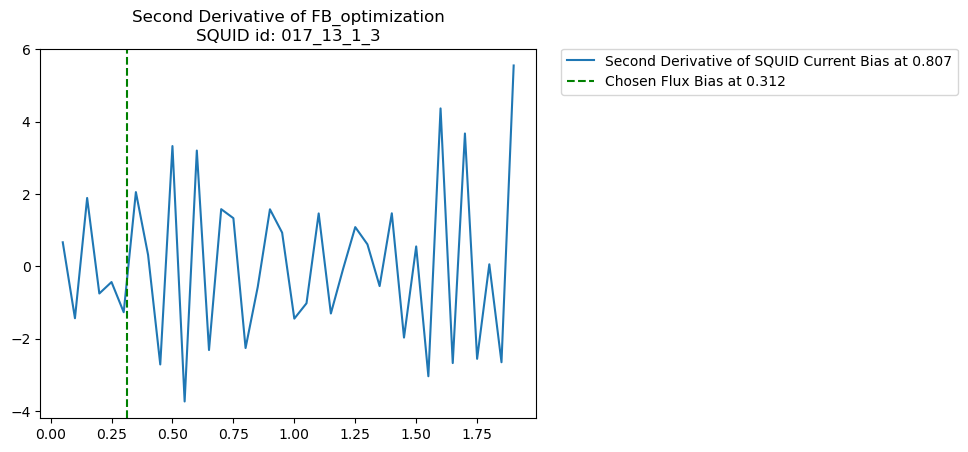 Second Derivative of FB_optimization
SQUID id: 017_13_1_3
Second Derivative of SQUID Current Bias at 0.807
Chosen Flux Bias at 0.312
6
4
2
0
−2
−4
0.00 0.25 0.50 0.75 1.00 1.25 1.50 1.75